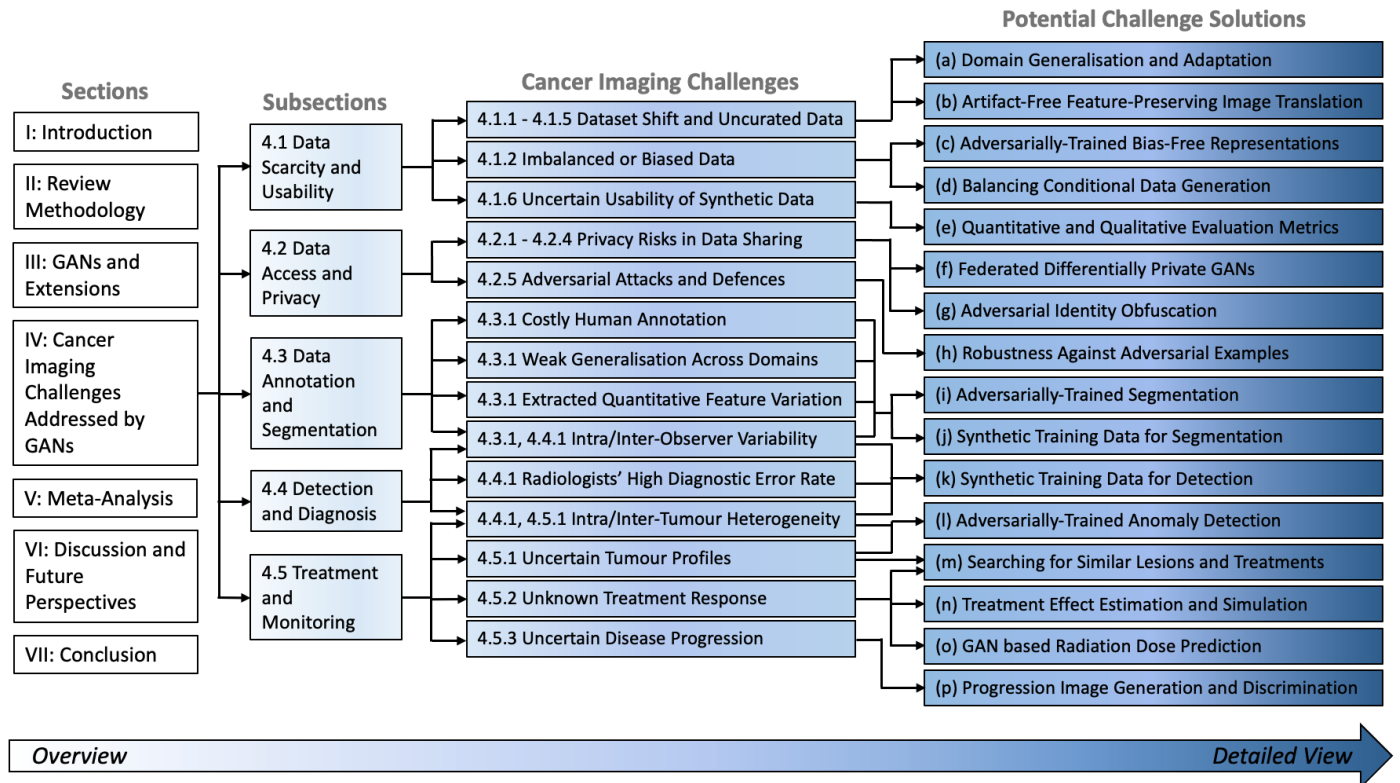 Sections
I: Introduction
II: Review
Methodology
III: GANs and
Extensions
IV: Cancer
Imaging
Challenges
Addressed by
GANs
V: Meta-Analysis
VI: Discussion and
Future
Perspectives
VII: Conclusion
Subsections
4.1 Data
Scarcity and
Usability
4.2 Data
Access and
Privacy
4.3 Data
Annotation
and
Segmentation
4.4 Detection
and Diagnosis
4.5 Treatment
and
Monitoring
Cancer Imaging Challenges
4.1.1 - 4.1.5 Dataset Shift and Uncurated Data
4.1.2 Imbalanced or Biased Data
4.1.6 Uncertain Usability of Synthetic Data
4.2.1 - 4.2.4 Privacy Risks in Data Sharing
4.2.5 Adversarial Attacks and Defences
4.3.1 Costly Human Annotation
4.3.1 Weak Generalisation Across Domains
4.3.1 Extracted Quantitative Feature Variation
4.3.1, 4.4.1 Intra/Inter-Observer Variability
4.4.1 Radiologists’ High Diagnostic Error Rate
4.4.1, 4.5.1 Intra/Inter-Tumour Heterogeneity
4.5.1 Uncertain Tumour Profiles
4.5.2 Unknown Treatment Response
4.5.3 Uncertain Disease Progression
Potential Challenge Solutions
(a) Domain Generalisation and Adaptation
(b) Artifact-Free Feature-Preserving Image Translation
(c) Adversarially-Trained Bias-Free Representations
(d) Balancing Conditional Data Generation
(e) Quantitative and Qualitative Evaluation Metrics
(f) Federated Differentially Private GANs
(g) Adversarial Identity Obfuscation
(h) Robustness Against Adversarial Examples
(i) Adversarially-Trained Segmentation
(j) Synthetic Training Data for Segmentation
(k) Synthetic Training Data for Detection
(l) Adversarially-Trained Anomaly Detection
(m) Searching for Similar Lesions and Treatments
(n) Treatment Effect Estimation and Simulation
(o) GAN based Radiation Dose Prediction
(p) Progression Image Generation and Discrimination
Overview
Detailed View